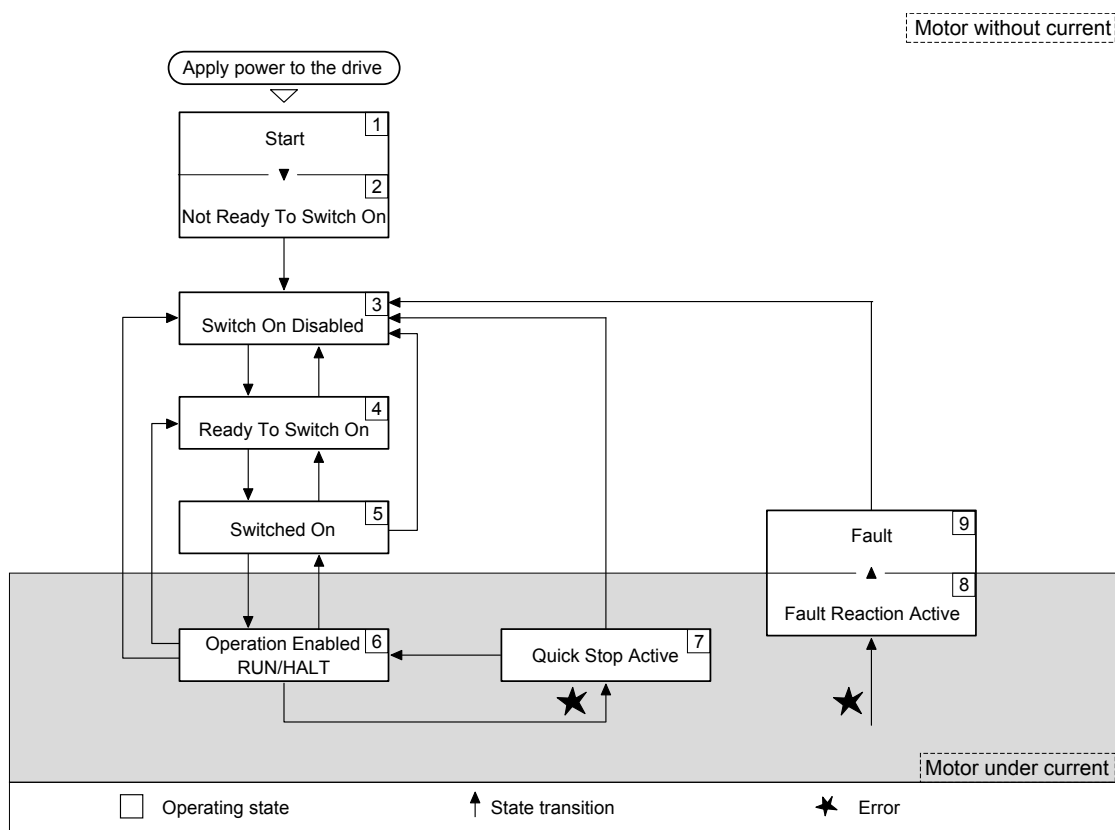 Motor without current
Apply power to the drive
1
Start
2
Not Ready To Switch On
3
Switch On Disabled
4
Ready To Switch On
5
Switched On
9
Fault
8
Fault Reaction Active
6
Operation Enabled
RUN/HALT
7
Quick Stop Active
Motor under current
Operating state
State transition
Error